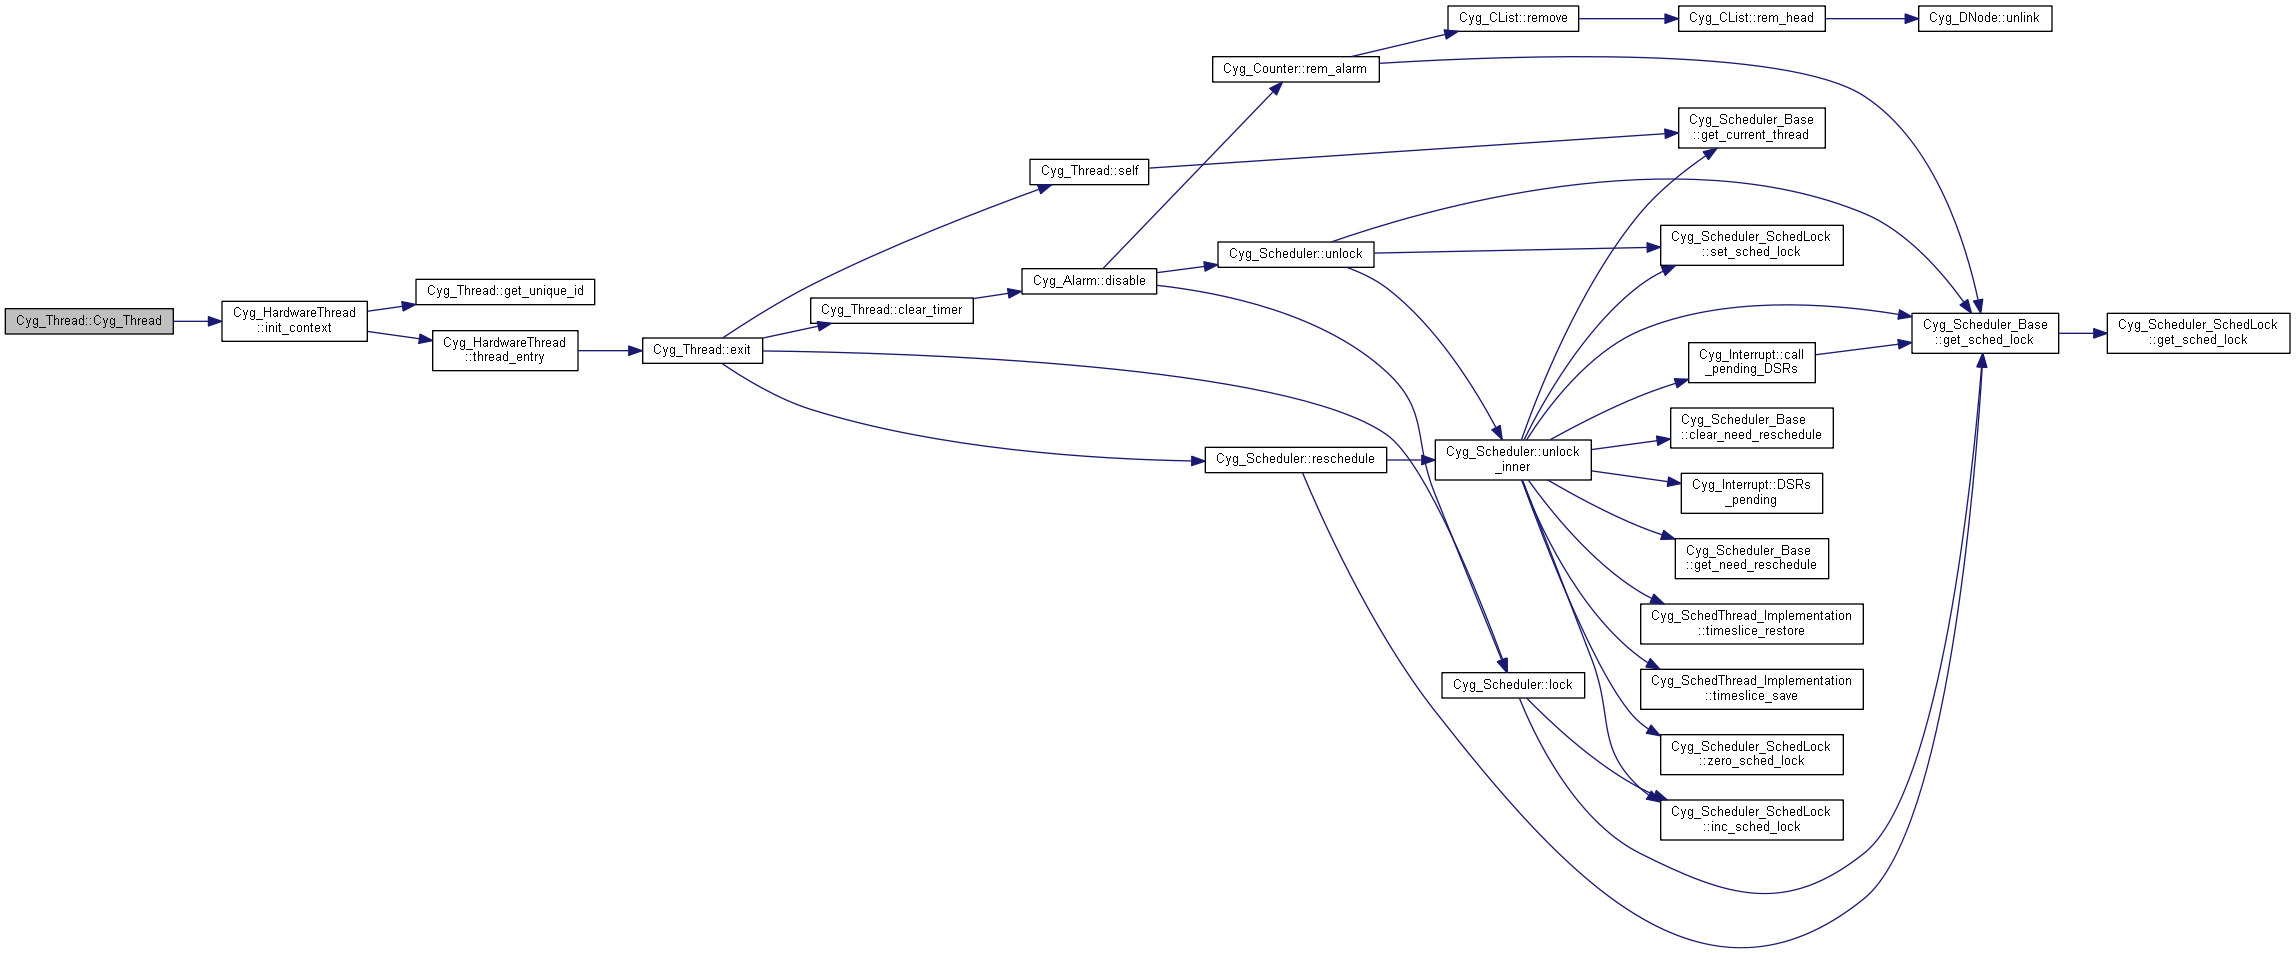 Cyg_CList::remove
Cyg_CList::rem_head
Cyg_DNode::unlink
Cyg_Counter::rem_alarm
Cyg_Scheduler_Base
::get_current_thread
Cyg_Thread::self
Cyg_Scheduler::unlock
Cyg_Scheduler_SchedLock
::set_sched_lock
Cyg_Alarm::disable
Cyg_Thread::get_unique_id
Cyg_Thread::clear_timer
Cyg_Thread::Cyg_Thread
Cyg_HardwareThread
::init_context
Cyg_HardwareThread
::thread_entry
Cyg_Thread::exit
Cyg_Scheduler_Base
::get_sched_lock
Cyg_Scheduler_SchedLock
::get_sched_lock
Cyg_Interrupt::call
_pending_DSRs
Cyg_Scheduler_Base
::clear_need_reschedule
Cyg_Scheduler::reschedule
Cyg_Scheduler::unlock
_inner
Cyg_Interrupt::DSRs
_pending
Cyg_Scheduler_Base
::get_need_reschedule
Cyg_SchedThread_Implementation
::timeslice_restore
Cyg_Scheduler::lock
Cyg_SchedThread_Implementation
::timeslice_save
Cyg_Scheduler_SchedLock
::zero_sched_lock
Cyg_Scheduler_SchedLock
::inc_sched_lock